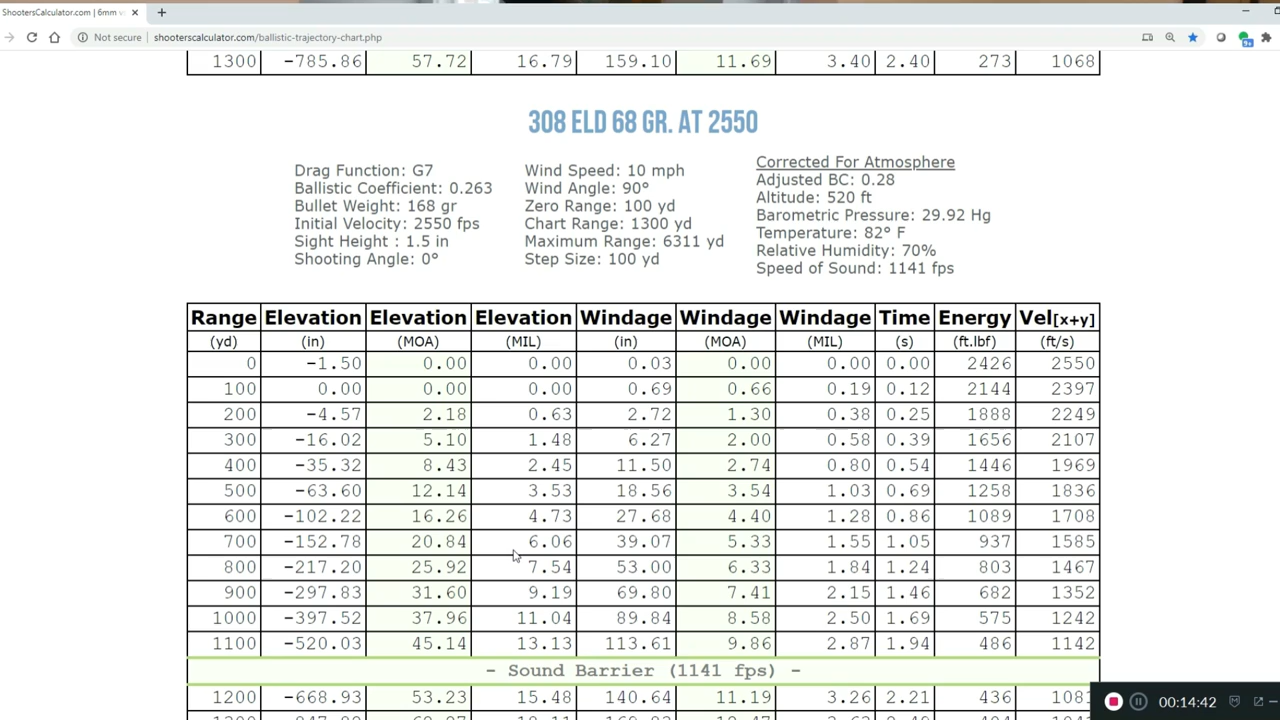 ShootersCalculator.com | 6mm v
Not secure shooterscalculator.com/ballistic-trajectory-chart.php
1300 -785.86 57.72 16.79 159.10 11.69 3.40 2.40 273 1068
308 ELD 68 GR. AT 2550
Drag Function: G7
Ballistic Coefficient: 0.263
Bullet Weight: 168 gr
Initial Velocity: 2550 fps
Sight Height : 1.5 in
Shooting Angle: 0°
Wind Speed: 10 mph
Wind Angle: 90°
Zero Range: 100 yd
Chart Range: 1300 yd
Maximum Range: 6311 yd
Step Size: 100 yd
Corrected For Atmosphere
Adjusted BC: 0.28
Altitude: 520 ft
Barometric Pressure: 29.92 Hg
Temperature: 82° F
Relative Humidity: 70%
Speed of Sound: 1141 fps
Range Elevation Elevation Elevation Windage Windage Windage Time Energy Vel[x+y]
(yd) (in) (MOA) (MIL) (in) (MOA) (MIL) (s) (ft.lbf) (ft/s)
0 -1.50 0.00 0.00 0.03 0.00 0.00 0.00 2426 2550
100 0.00 0.00 0.00 0.69 0.66 0.19 0.12 2144 2397
200 -4.57 2.18 0.63 2.72 1.30 0.38 0.25 1888 2249
300 -16.02 5.10 1.48 6.27 2.00 0.58 0.39 1656 2107
400 -35.32 8.43 2.45 11.50 2.74 0.80 0.54 1446 1969
500 -63.60 12.14 3.53 18.56 3.54 1.03 0.69 1258 1836
600 -102.22 16.26 4.73 27.68 4.40 1.28 0.86 1089 1708
700 -152.78 20.84 6.06 39.07 5.33 1.55 1.05 937 1585
800 -217.20 25.92 7.54 53.00 6.33 1.84 1.24 803 1467
900 -297.83 31.60 9.19 69.80 7.41 2.15 1.46 682 1352
1000 -397.52 37.96 11.04 89.84 8.58 2.50 1.69 575 1242
1100 -520.03 45.14 13.13 113.61 9.86 2.87 1.94 486 1142
- Sound Barrier (1141 fps) -
1200 -668.93 53.23 15.48 140.64 11.19 3.26 2.21 436 1081
00:14:42